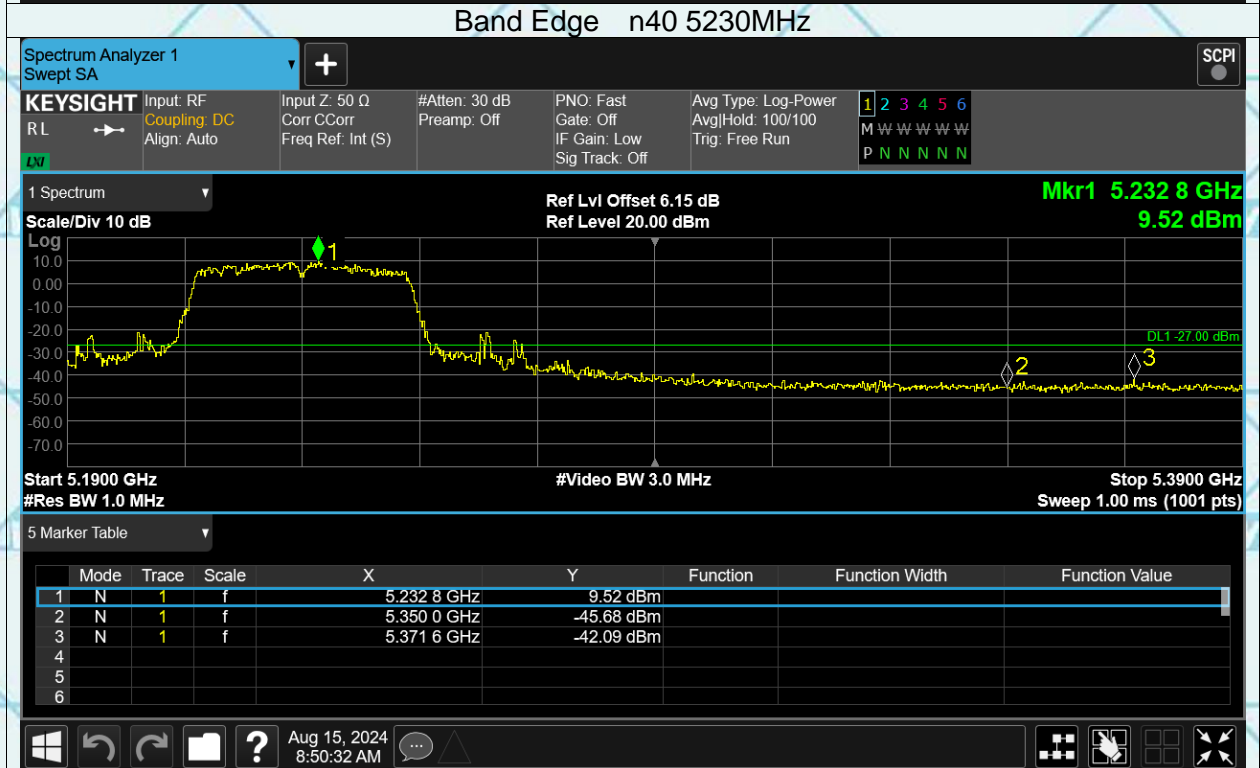 Band Edge n40 5230MHz
Spectrum Analyzer 1
Swept SA
+
SCPI
KEYSIGHT
R L
LXI
Input: RF
Coupling: DC
Align: Auto
Input Z: 50 Ω
Corr CCorr
Freq Ref: Int (S)
#Atten: 30 dB
Preamp: Off
PNO: Fast
Gate: Off
IF Gain: Low
Sig Track: Off
Avg Type: Log-Power
Avg|Hold: 100/100
Trig: Free Run
1 2 3 4 5 6
M W W W W W
P N N N N N
1 Spectrum
Scale/Div 10 dB
Ref Lvl Offset 6.15 dB
Ref Level 20.00 dBm
Mkr1 5.232 8 GHz
9.52 dBm
Log
10.0
0.00
-10.0
-20.0
-30.0
-40.0
-50.0
-60.0
-70.0
1
DL1 -27.00 dBm
2
3
Start 5.1900 GHz
#Res BW 1.0 MHz
#Video BW 3.0 MHz
Stop 5.3900 GHz
Sweep 1.00 ms (1001 pts)
5 Marker Table
Mode Trace Scale X Y Function Function Width Function Value
1 N 1 f 5.232 8 GHz 9.52 dBm
2 N 1 f 5.350 0 GHz -45.68 dBm
3 N 1 f 5.371 6 GHz -42.09 dBm
4
5
6
?
Aug 15, 2024
8:50:32 AM